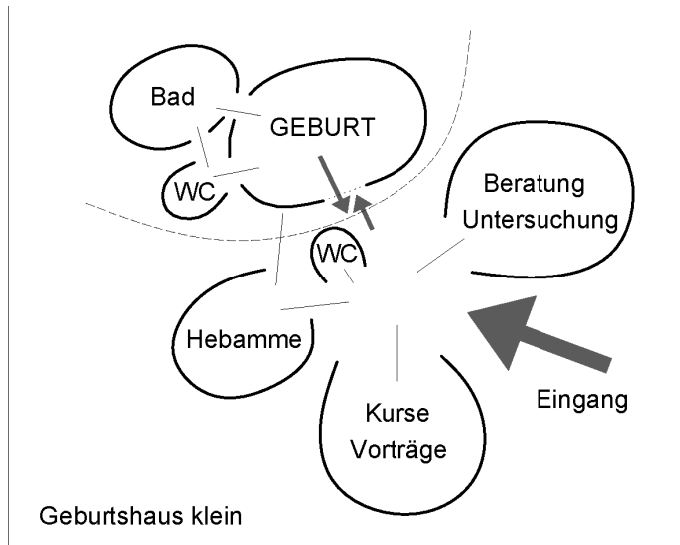 Bad
GEBURT
WC
Beratung
Untersuchung
WC
Hebamme
Eingang
Kurse
Vorträge
Geburtshaus klein